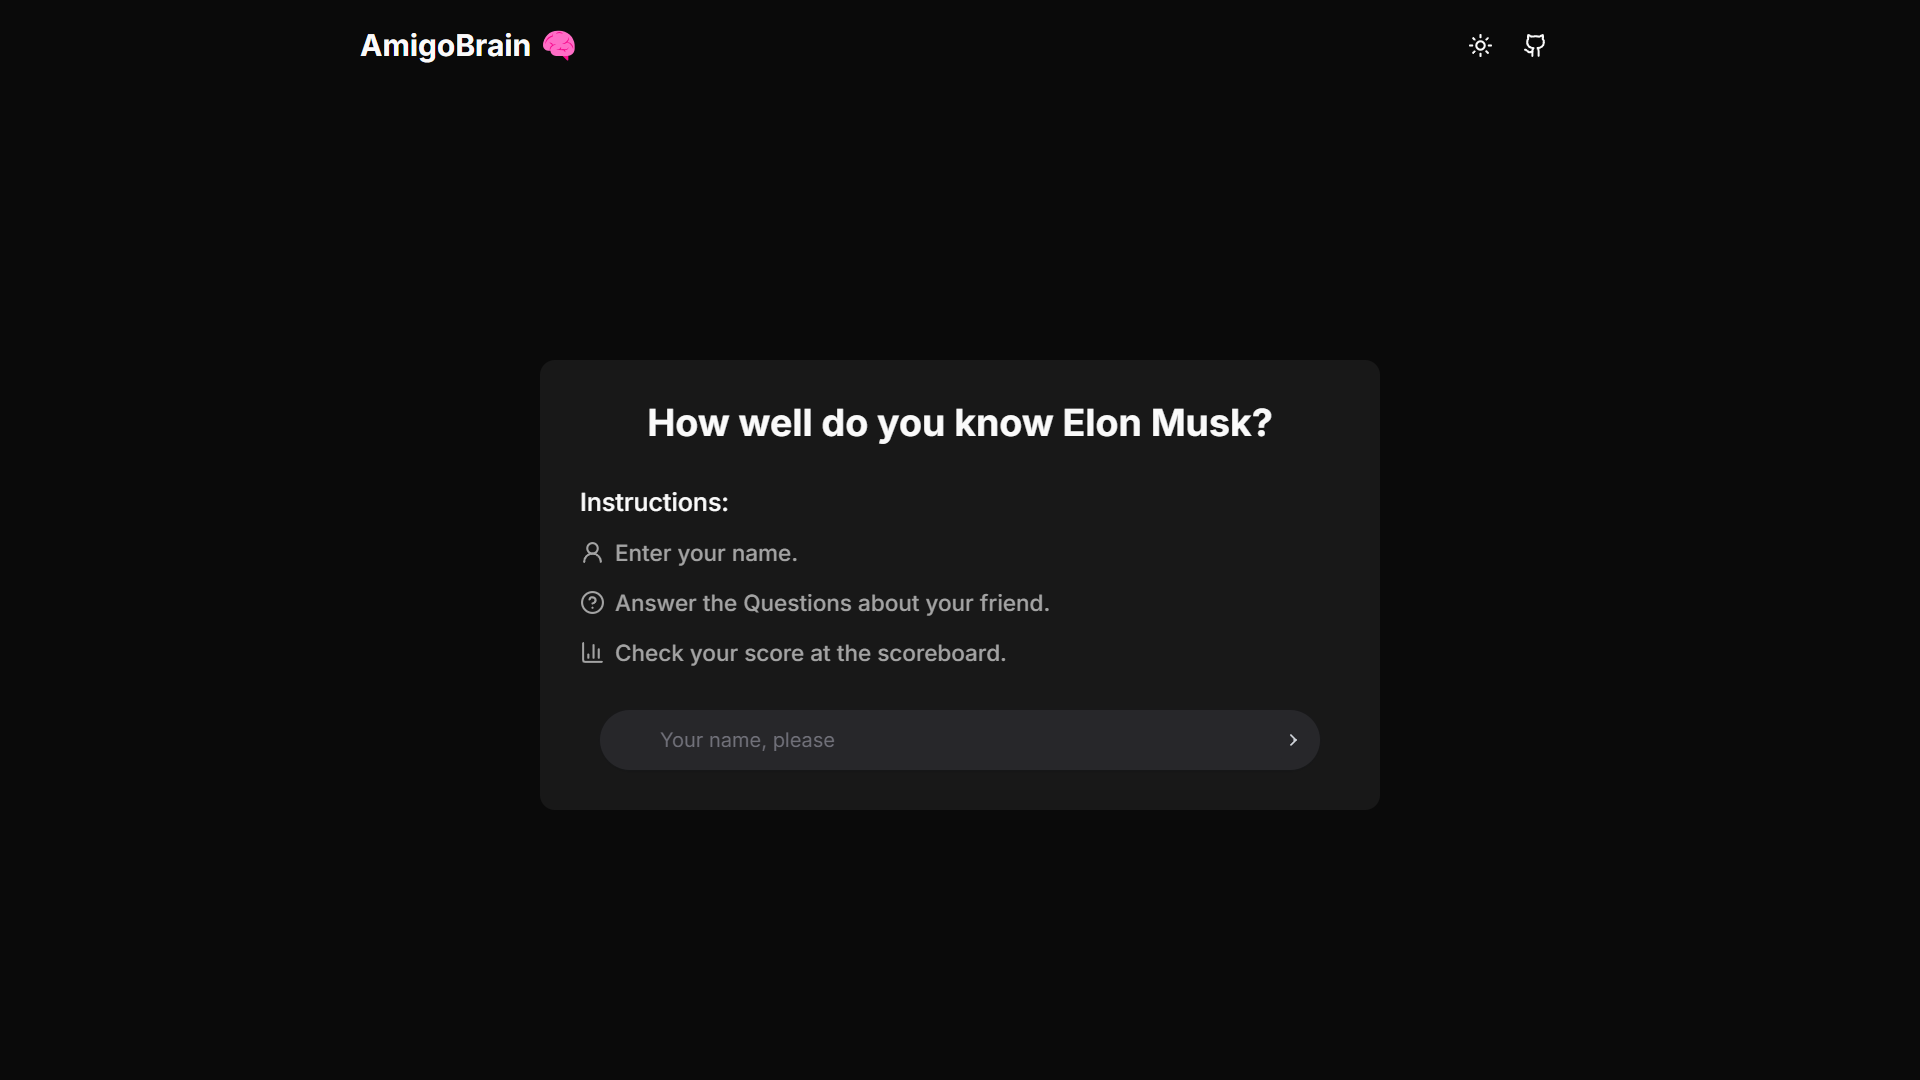 AmigoBrain
How well do you know Elon Musk?
Instructions:
Enter your name.
Answer the Questions about your friend.
Check your score at the scoreboard.
Your name, please